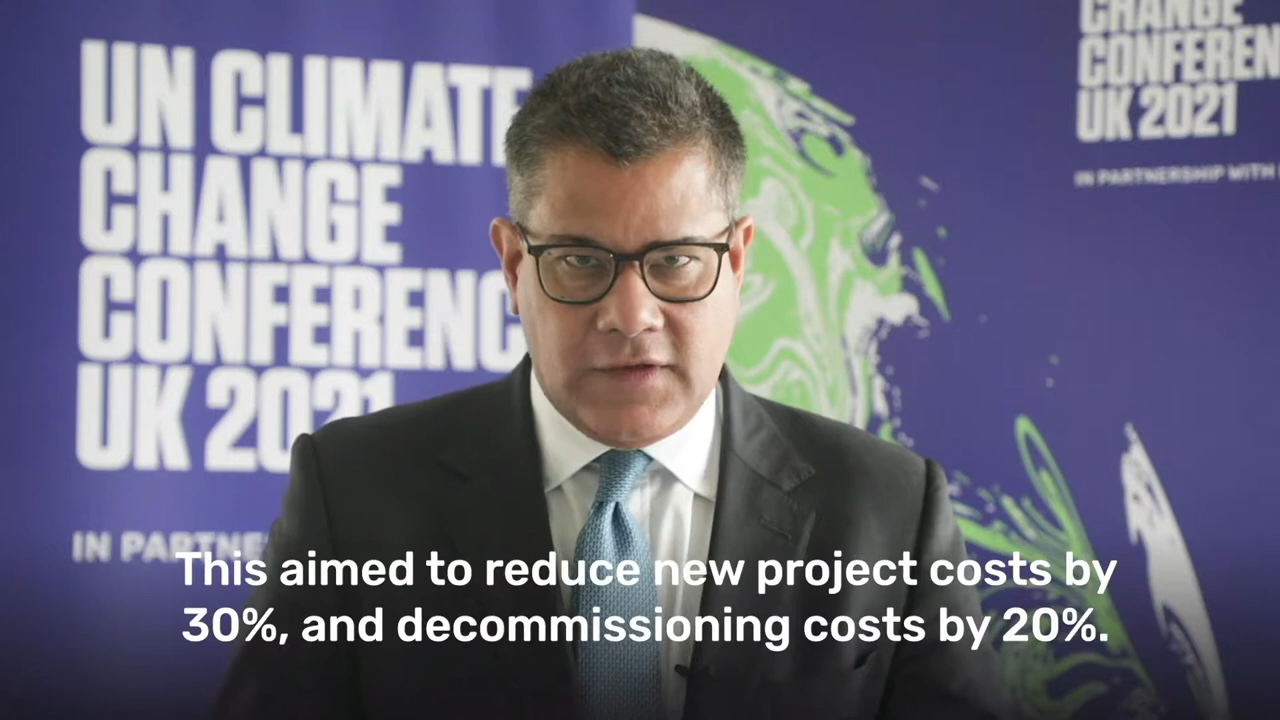 UN CLIMATE
CHANGE
CONFERENC
UK 2021
IN PARTNE
CHANGE
CONFEREN
UK 2021
IN PARTNERSHIP WITH
This aimed to reduce new project costs by
30%, and decommissioning costs by 20%.